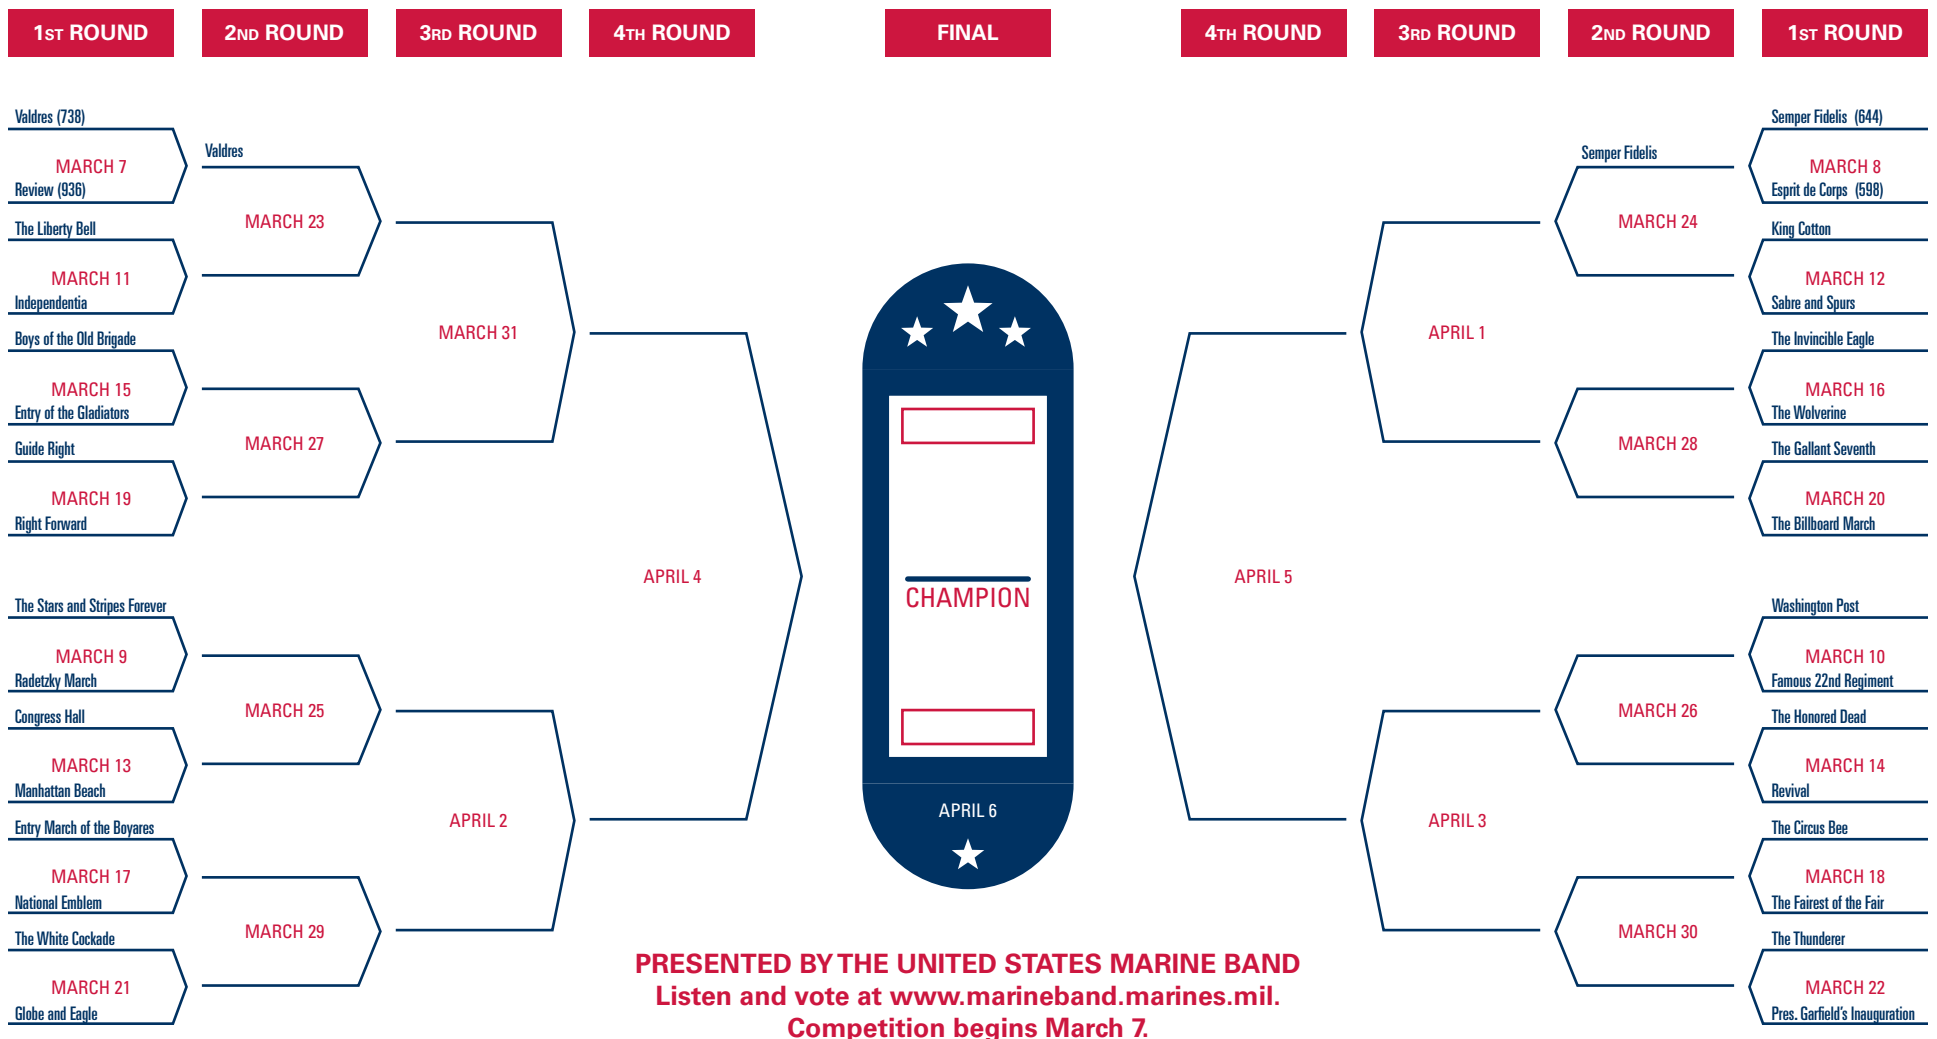 1ST ROUND
2ND ROUND
3RD ROUND
4TH ROUND
FINAL
4TH ROUND
3RD ROUND
2ND ROUND
1ST ROUND
Valdres (738)
MARCH 7
Review (936)
The Liberty Bell
MARCH 11
Independentia
Boys of the Old Brigade
MARCH 15
Entry of the Gladiators
Guide Right
MARCH 19
Right Forward
The Stars and Stripes Forever
MARCH 9
Radetzky March
Congress Hall
MARCH 13
Manhattan Beach
Entry March of the Boyares
MARCH 17
National Emblem
The White Cockade
MARCH 21
Globe and Eagle
Valdres
MARCH 23
MARCH 27
MARCH 25
MARCH 29
MARCH 31
APRIL 2
APRIL 4
CHAMPION
APRIL 6
APRIL 5
APRIL 1
APRIL 3
Semper Fidelis
MARCH 24
MARCH 28
MARCH 26
MARCH 30
Semper Fidelis (644)
MARCH 8
Esprit de Corps (598)
King Cotton
MARCH 12
Sabre and Spurs
The Invincible Eagle
MARCH 16
The Wolverine
The Gallant Seventh
MARCH 20
The Billboard March
Washington Post
MARCH 10
Famous 22nd Regiment
The Honored Dead
MARCH 14
Revival
The Circus Bee
MARCH 18
The Fairest of the Fair
The Thunderer
MARCH 22
Pres. Garfield's Inauguration
PRESENTED BY THE UNITED STATES MARINE BAND
Listen and vote at www.marineband.marines.mil.
Competition begins March 7.